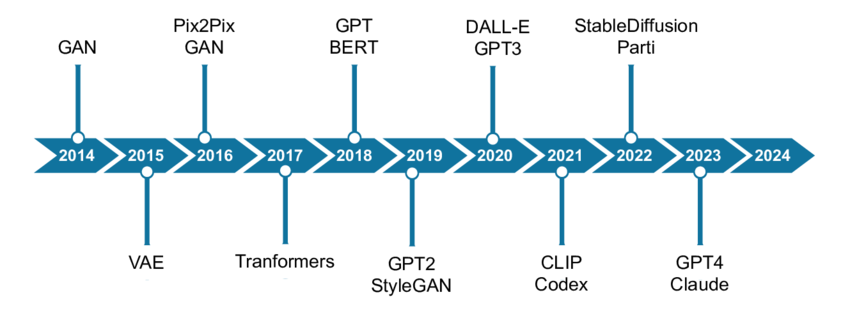 GAN
Pix2Pix
GAN
GPT
BERT
DALL-E
GPT3
StableDiffusion
Parti
2014 2015 2016 2017 2018 2019 2020 2021 2022 2023 2024
VAE
Tranformers
GPT2
StyleGAN
CLIP
Codex
GPT4
Claude